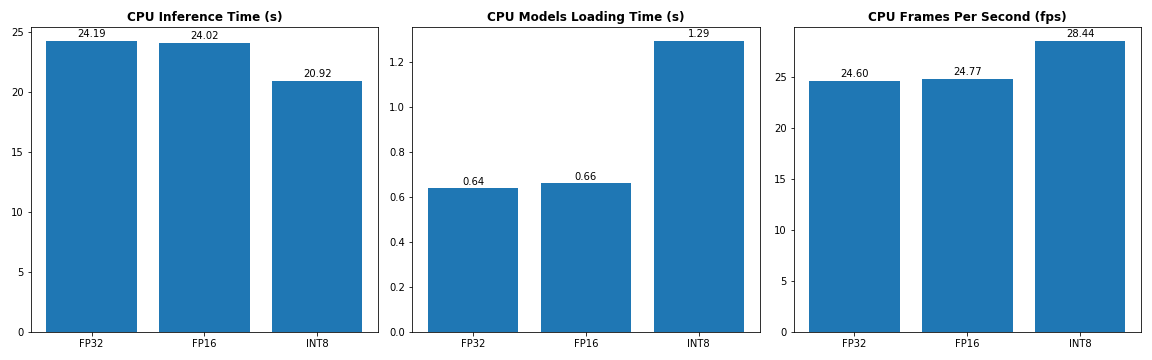 CPU Inference Time (s)
25
20
15
10
5
0
24.19
24.02
20.92
FP32
FP16
INT8
CPU Models Loading Time (s)
1.2
1.0
0.8
0.6
0.4
0.2
0.0
0.64
0.66
1.29
FP32
FP16
INT8
CPU Frames Per Second (fps)
25
20
15
10
5
0
24.60
24.77
28.44
FP32
FP16
INT8